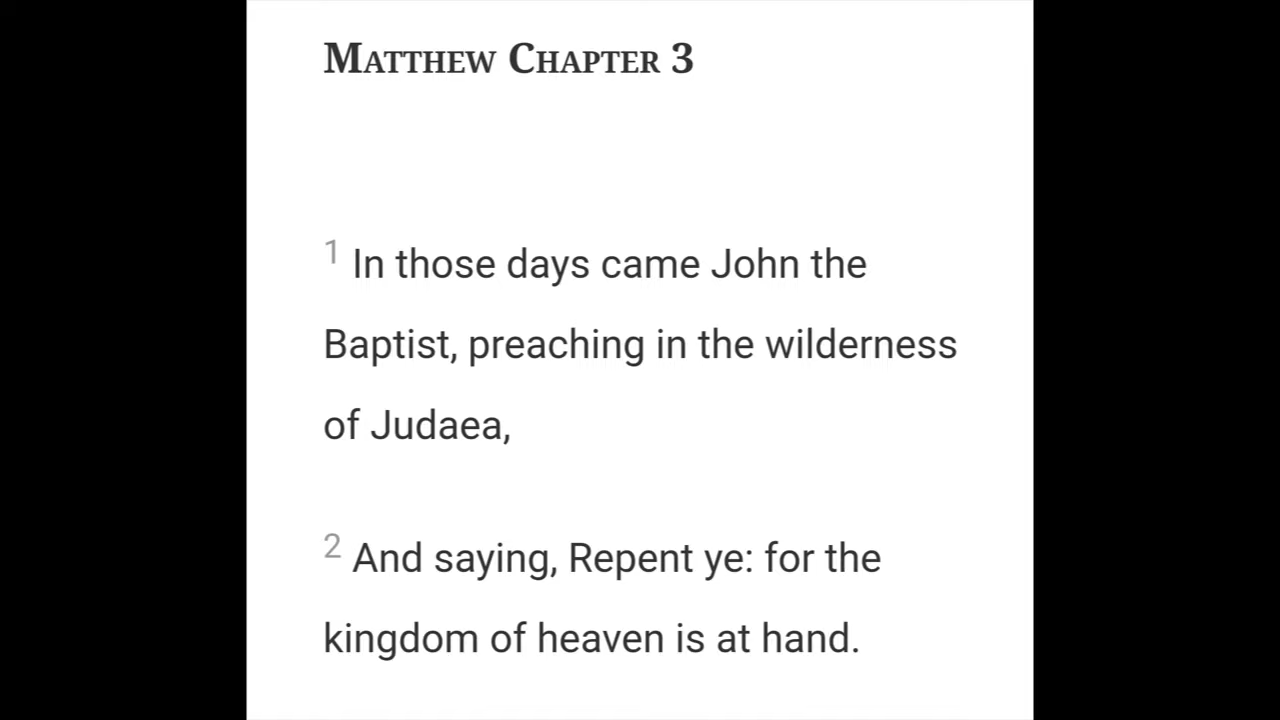 Matthew Chapter 3
1 In those days came John the
Baptist, preaching in the wilderness
of Judaea,
2 And saying, Repent ye: for the
kingdom of heaven is at hand.